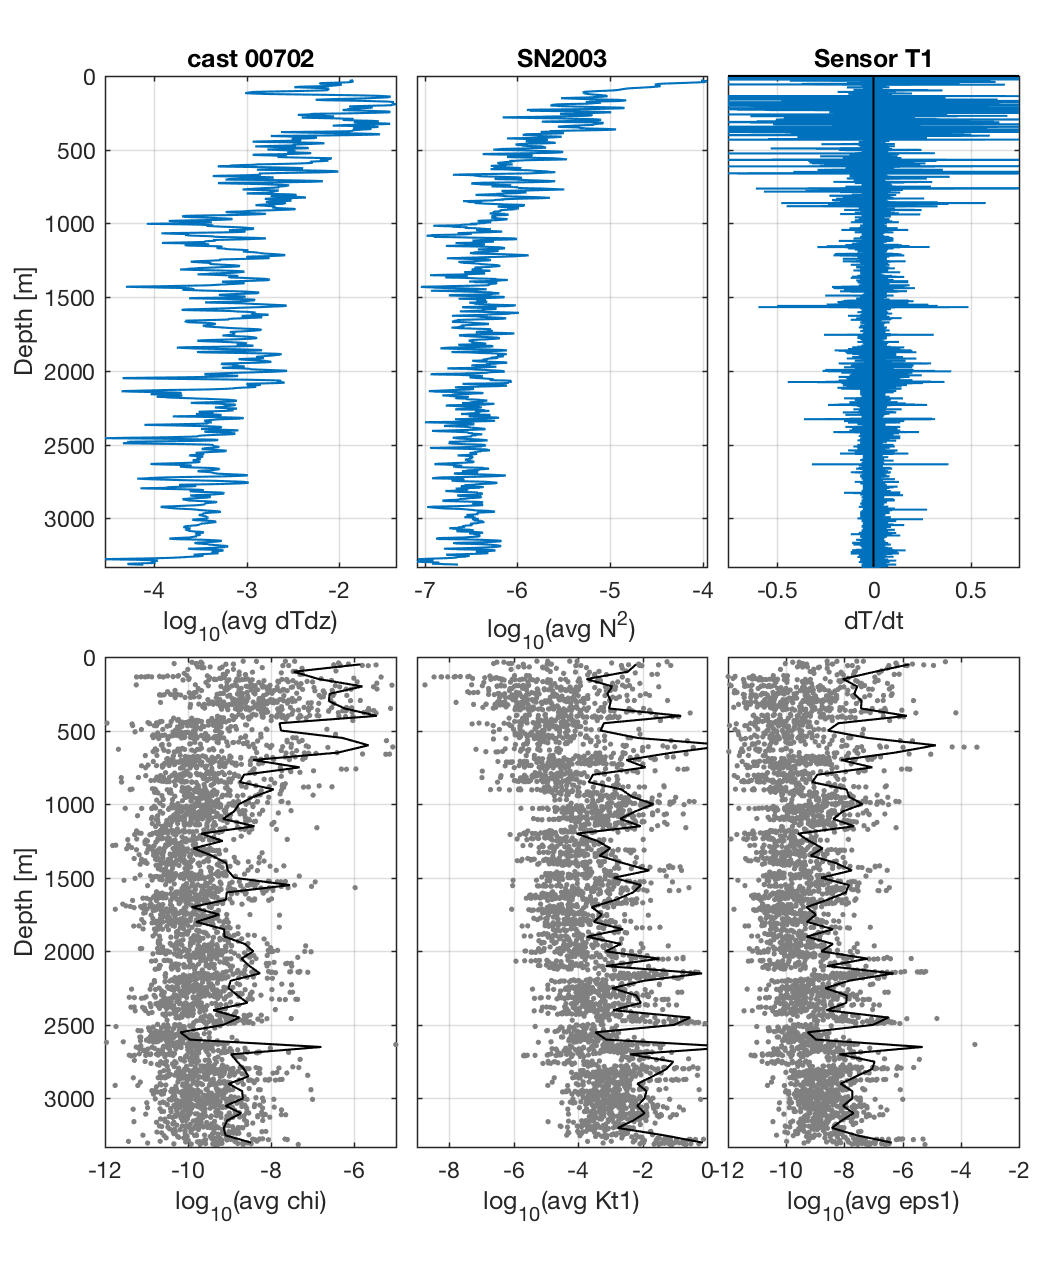 cast 00702
SN2003
Sensor T1
0
500
1000
1500
2000
2500
3000
Depth [m]
-4 -3 -2
-7 -6 -5 -4
-0.5 0 0.5
log10(avg dTdz)
log10(avg N2)
dT/dt
0
500
1000
1500
2000
2500
3000
Depth [m]
-12 -10 -8 -6
-8 -6 -4 -2 0
-12 -10 -8 -6 -4 -2
log10(avg chi)
log10(avg Kt1)
log10(avg eps1)